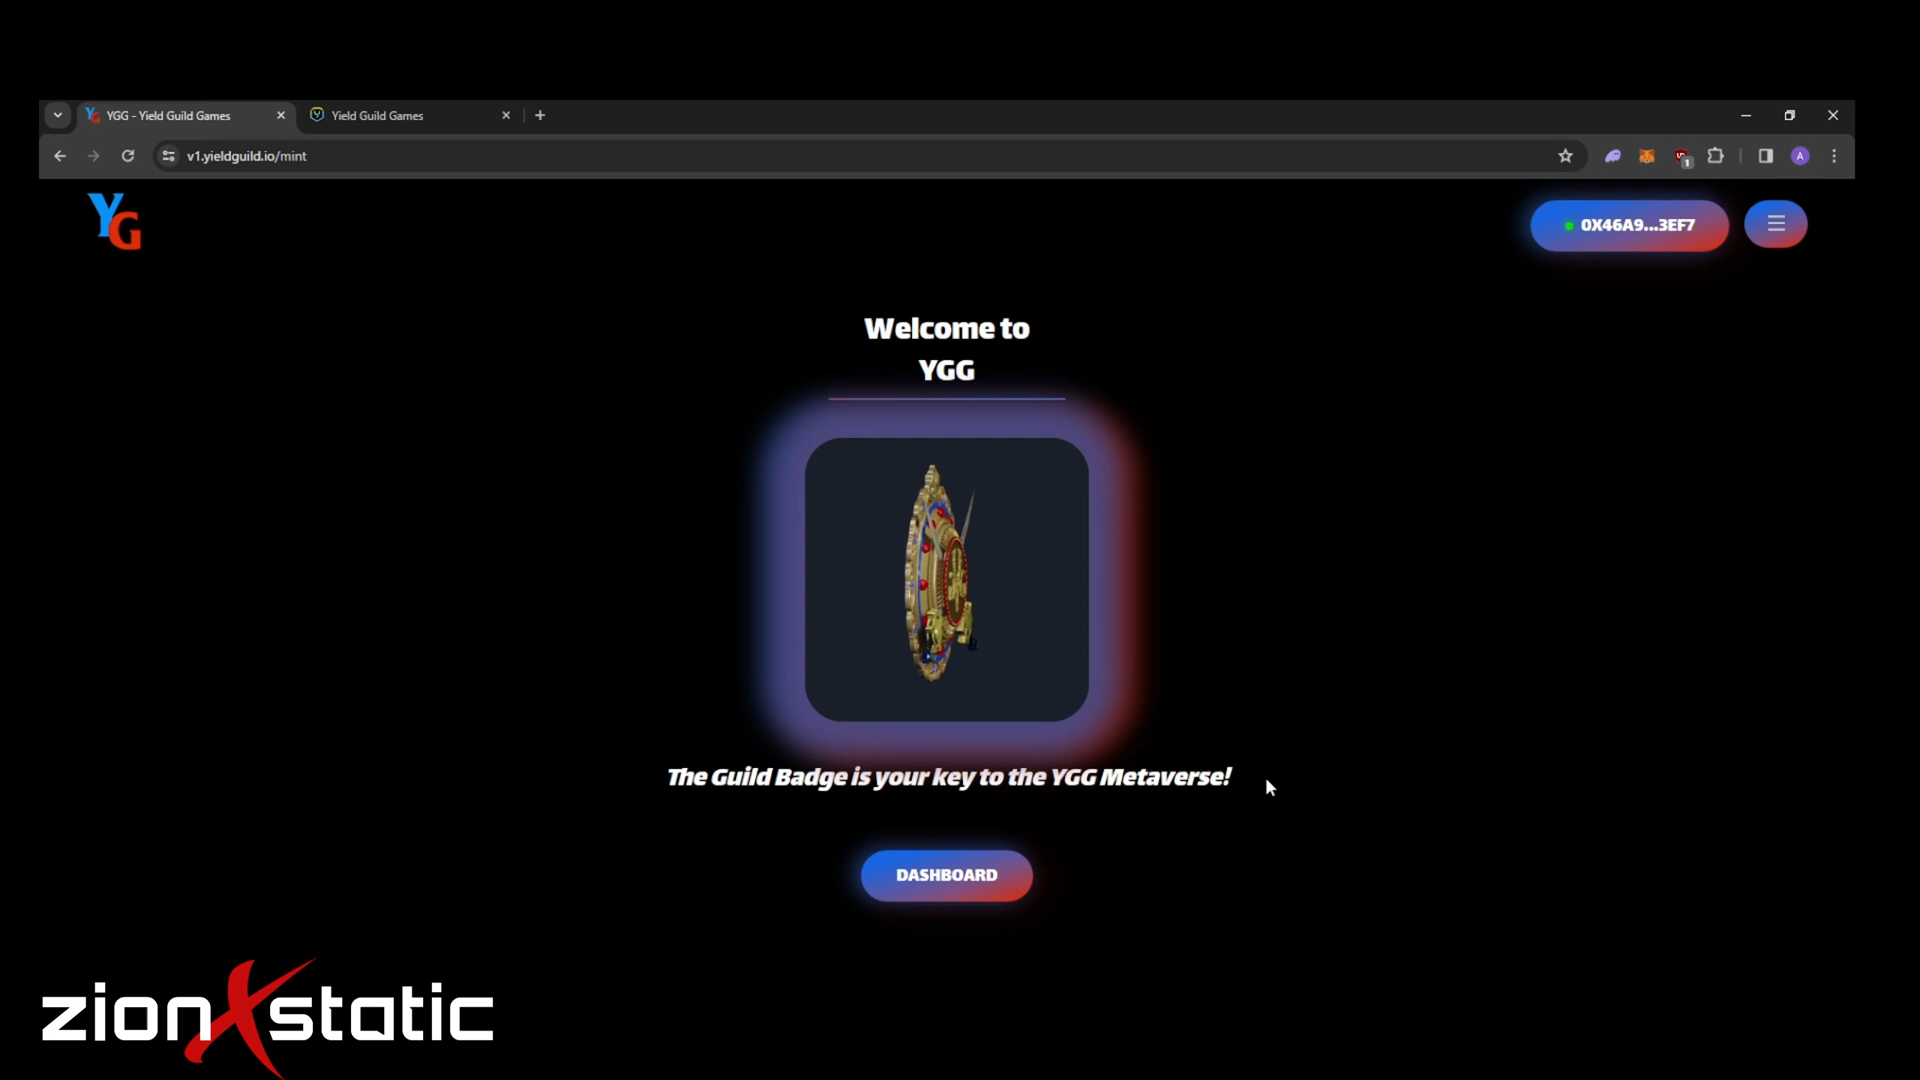 YGG - Yield Guild Games
Yield Guild Games
v1.yieldguild.io/mint
1
A
YG
0X46A9...3EF7
Welcome to
YGG
The Guild Badge is your key to the YGG Metaverse!
DASHBOARD
zionXstatic